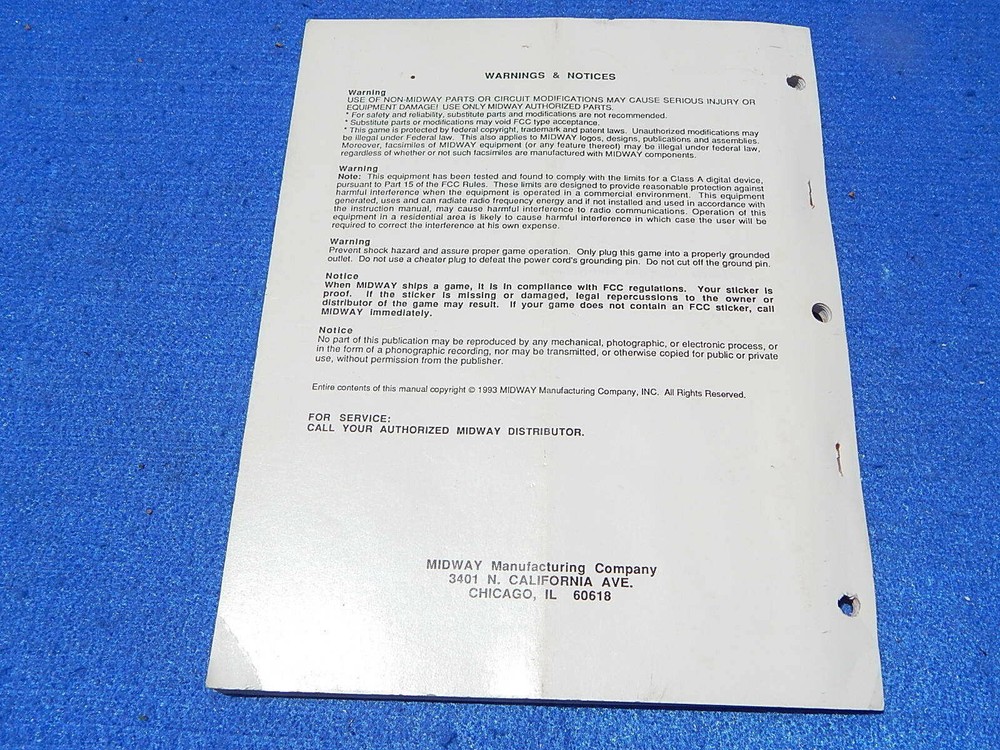 WARNINGS & NOTICES
Warning
USE OF NON-MIDWAY PARTS OR CIRCUIT MODIFICATIONS MAY CAUSE SERIOUS INJURY OR
EQUIPMENT DAMAGE! USE ONLY MIDWAY AUTHORIZED PARTS.
* For safety and reliability, substitute parts and modifications are not recommended.
* Substitute parts or modifications may void FCC type acceptance.
* This game is protected by federal copyright, trademark and patent laws. Unauthorized modifications may
be illegal under Federal law. This also applies to MIDWAY logos, designs, publications and assemblies.
Moreover, facsimiles of MIDWAY equipment (or any feature thereof) may be illegal under federal law,
regardless of whether or not such facsimiles are manufactured with MIDWAY components.
Warning
Note: This equipment has been tested and found to comply with the limits for a Class A digital device,
pursuant to Part 15 of the FCC Rules. These limits are designed to provide reasonable protection against
harmful interference when the equipment is operated in a commercial environment. This equipment
generated, uses and can radiate radio frequency energy and if not installed and used in accordance with
the instruction manual, may cause harmful interference to radio communications. Operation of this
equipment in a residential area is likely to cause harmful interference in which case the user will be
required to correct the interference at his own expense.
Warning
Prevent shock hazard and assure proper game operation. Only plug this game into a properly grounded
outlet. Do not use a cheater plug to defeat the power cord's grounding pin. Do not cut off the ground pin.
Notice
When MIDWAY ships a game, it is in compliance with FCC regulations. Your sticker is
proof. If the sticker is missing or damaged, legal repercussions to the owner or
distributor of the game may result. If your game does not contain an FCC sticker, call
MIDWAY immediately.
Notice
No part of this publication may be reproduced by any mechanical, photographic, or electronic process, or
in the form of a phonographic recording, nor may be transmitted, or otherwise copied for public or private
use, without permission from the publisher.
Entire contents of this manual copyright © 1993 MIDWAY Manufacturing Company, INC. All Rights Reserved.
FOR SERVICE:
CALL YOUR AUTHORIZED MIDWAY DISTRIBUTOR.
MIDWAY Manufacturing Company
3401 N. CALIFORNIA AVE.
CHICAGO, IL 60618